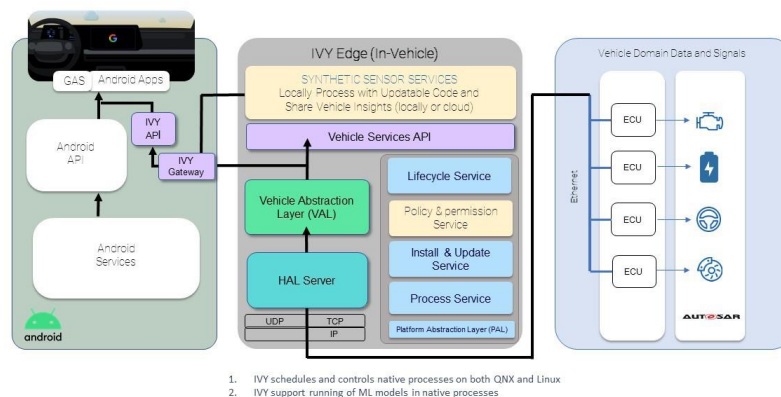 IVY Edge (In-Vehicle)
Vehicle Domain Data and Signals
GAS
Android Apps
SYNTHETIC SENSOR SERVICES
Locally Process with Updatable Code and
Share Vehicle Insights (locally or cloud)
IVY
API
Vehicle Services API
Android
API
IVY
Gateway
Lifecycle Service
Vehicle Abstraction
Layer (VAL)
Policy & permission
Service
Android
Services
Install & Update
Service
HAL Server
Process Service
UDP
TCP
IP
Platform Abstraction Layer (PAL)
Ethernet
ECU
ECU
ECU
ECU
android
AUTOSAR
1. IVY schedules and controls native processes on both QNX and Linux
2. IVY support running of ML models in native processes